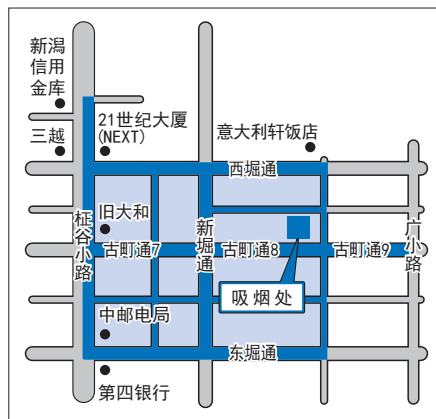 新潟
信用
金库
三越
21世纪大厦
(NEXT)
意大利轩饭店
西堀通
旧大和
柾谷小路
新堀通
广小路
古町通7
古町通8
古町通9
吸烟处
中邮电局
东堀通
第四银行